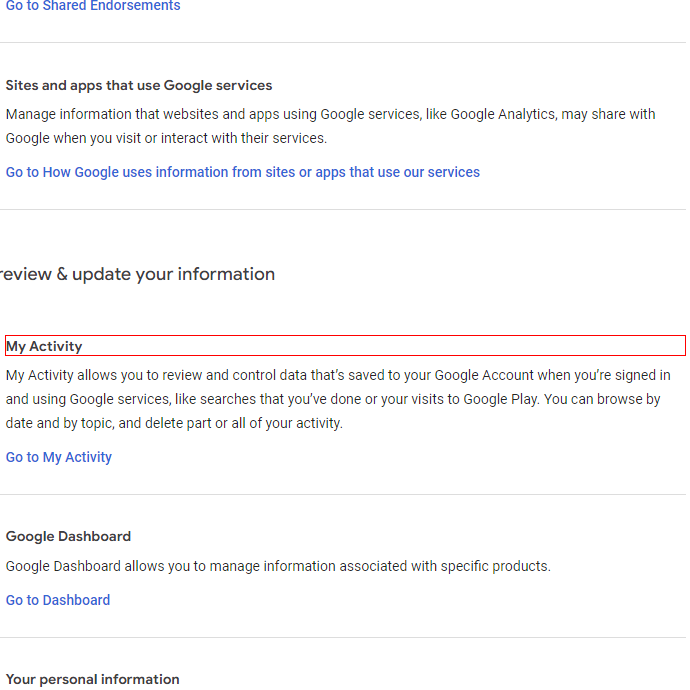 Go to Shared Endorsements
Sites and apps that use Google services
Manage information that websites and apps using Google services, like Google Analytics, may share with
Google when you visit or interact with their services.
Go to How Google uses information from sites or apps that use our services
review & update your information
My Activity
My Activity allows you to review and control data that’s saved to your Google Account when you’re signed in
and using Google services, like searches that you’ve done or your visits to Google Play. You can browse by
date and by topic, and delete part or all of your activity.
Go to My Activity
Google Dashboard
Google Dashboard allows you to manage information associated with specific products.
Go to Dashboard
Your personal information